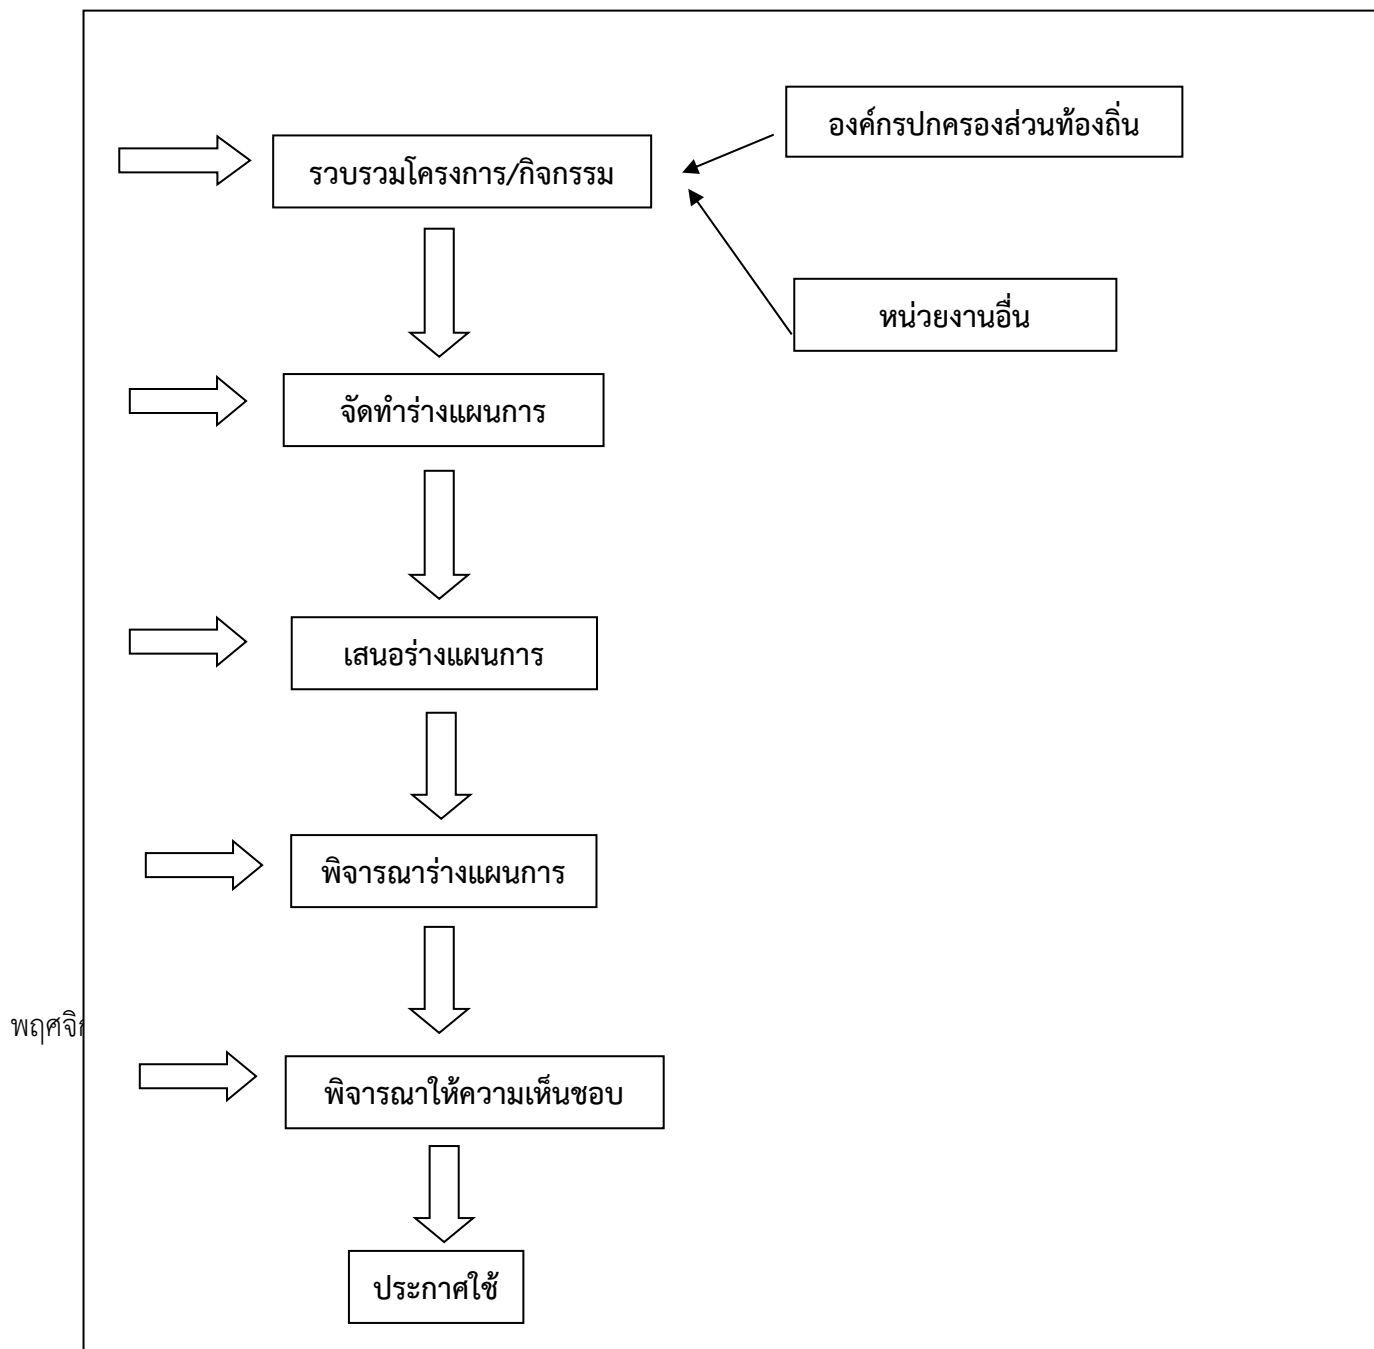 องค์กรปกครองส่วนท้องถิ่น
รวบรวมโครงการ/กิจกรรม
หน่วยงานอื่น
จัดทำร่างแผนการ
เสนอร่างแผนการ
พิจารณาร่างแผนการ
พิจารณาให้ความเห็นชอบ
ประกาศใช้